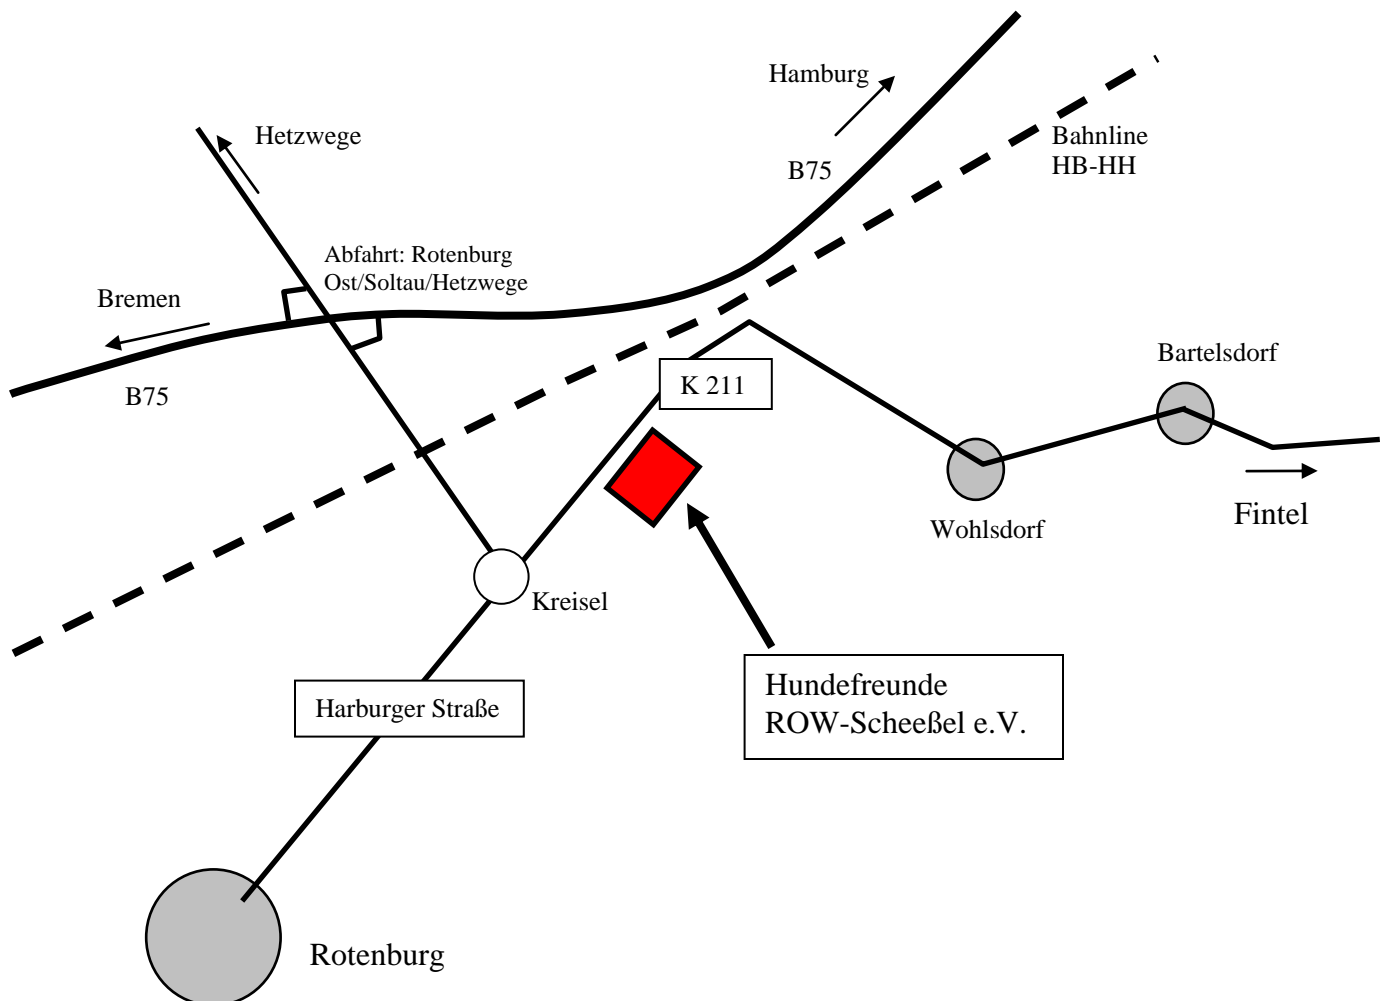 Hamburg
Hetzwege
Bahnline
HB-HH
B75
Abfahrt: Rotenburg
Ost/Soltau/Hetzwege
Bremen
B75
K 211
Bartelsdorf
Wohlsdorf
Fintel
Kreisel
Hundefreunde
ROW-Scheeßel e.V.
Harburger Straße
Rotenburg